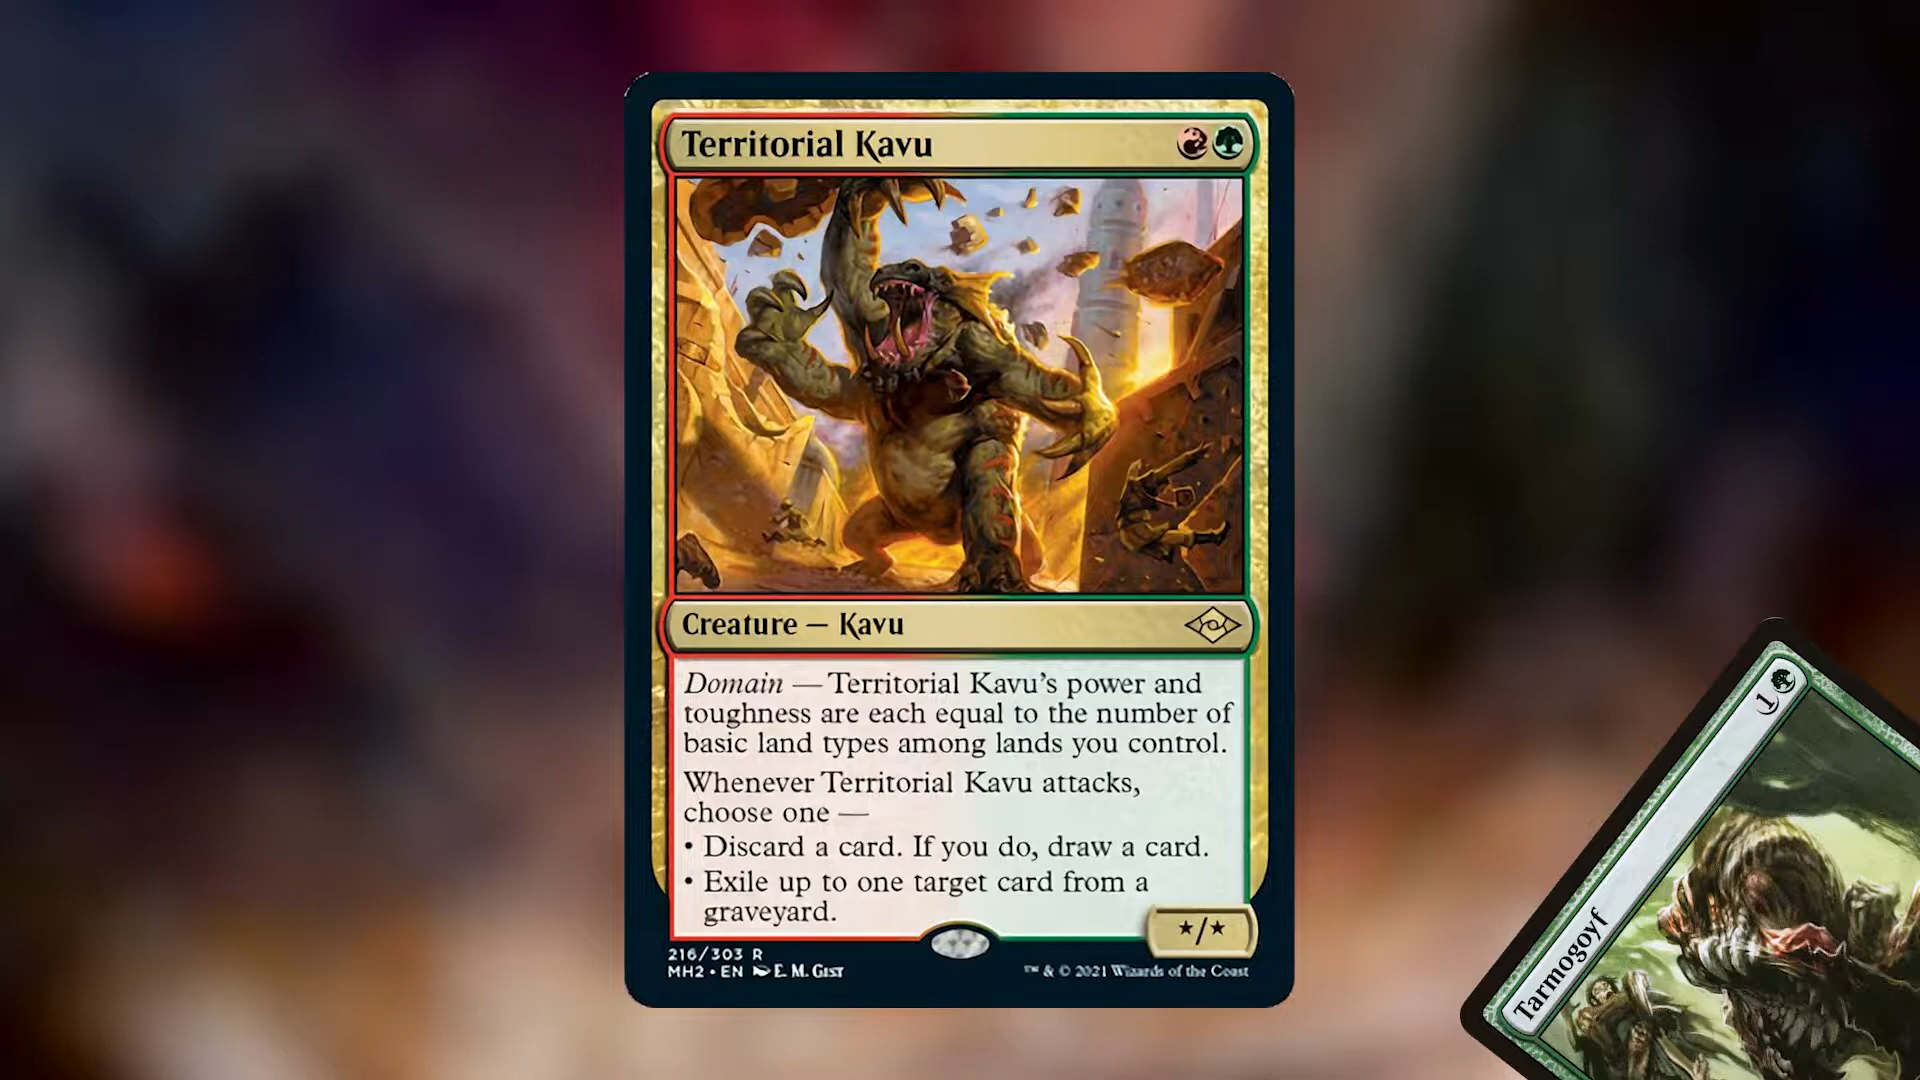 Territorial Kavu
Creature — Kavu
Domain — Territorial Kavu's power and
toughness are each equal to the number of
basic land types among lands you control.
Whenever Territorial Kavu attacks,
choose one —
• Discard a card. If you do, draw a card.
• Exile up to one target card from a
graveyard.
★/★
216/303 R
MH2 • EN E. M. Gist
™ & © 2021 Wizards of the Coast
1
Tarmogoyf